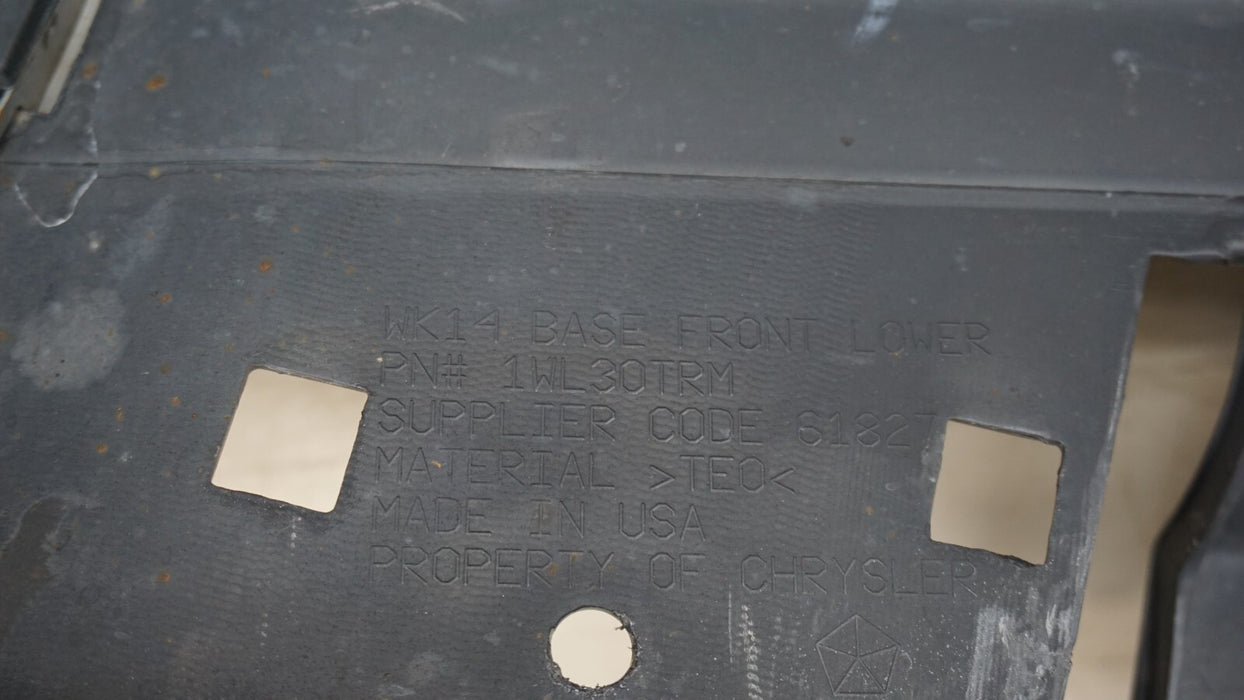 WK14 BASE FRONT LOWER
PN# 1WL30TRM
SUPPLIER CODE 61827
MATERIAL >TEO<
MADE IN USA
PROPERTY OF CHRYSLER